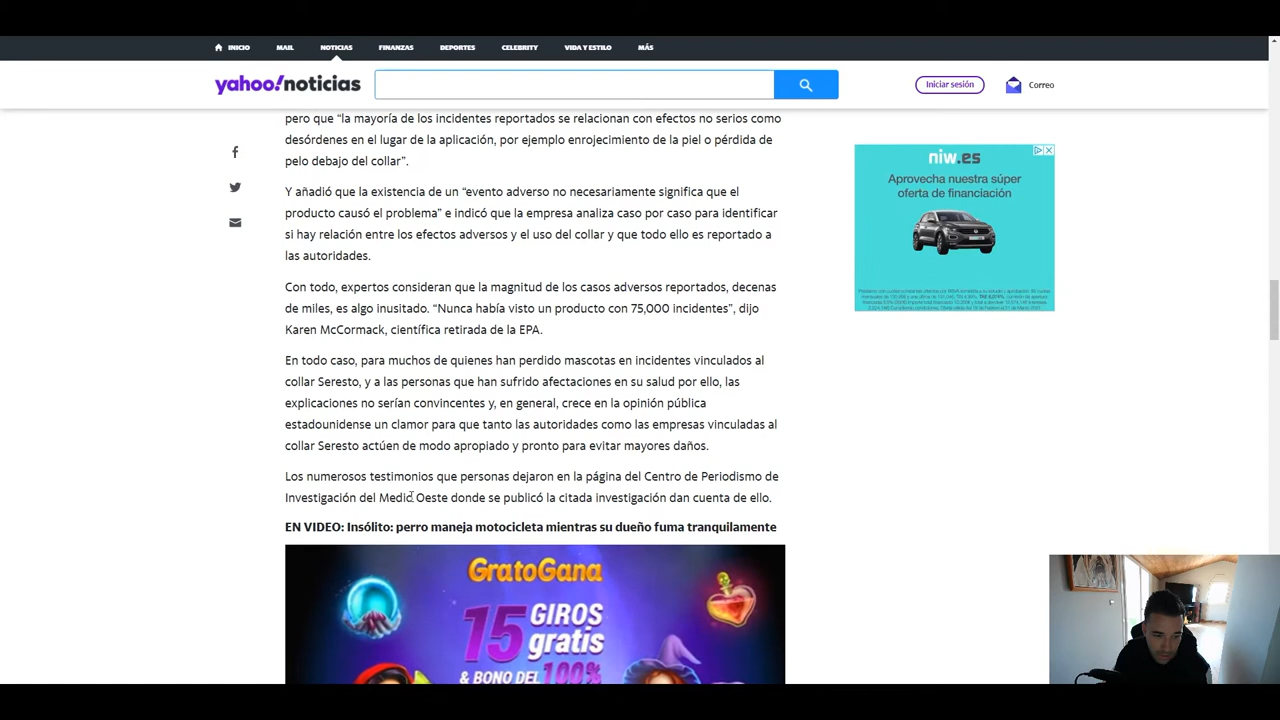 INICIO MAIL NOTICIAS FINANZAS DEPORTES CELEBRITY VIDA Y ESTILO MÁS
yahoo!noticias
Iniciar sesión
Correo
pero que “la mayoría de los incidentes reportados se relacionan con efectos no serios como
desórdenes en el lugar de la aplicación, por ejemplo enrojecimiento de la piel o pérdida de
pelo debajo del collar”.
Y añadió que la existencia de un “evento adverso no necesariamente significa que el
producto causó el problema” e indicó que la empresa analiza caso por caso para identificar
si hay relación entre los efectos adversos y el uso del collar y que todo ello es reportado a
las autoridades.
Con todo, expertos consideran que la magnitud de los casos adversos reportados, decenas
de miles, es algo inusitado. “Nunca había visto un producto con 75,000 incidentes”, dijo
Karen McCormack, científica retirada de la EPA.
En todo caso, para muchos de quienes han perdido mascotas en incidentes vinculados al
collar Seresto, y a las personas que han sufrido afectaciones en su salud por ello, las
explicaciones no serían convincentes y, en general, crece en la opinión pública
estadounidense un clamor para que tanto las autoridades como las empresas vinculadas al
collar Seresto actúen de modo apropiado y pronto para evitar mayores daños.
Los numerosos testimonios que personas dejaron en la página del Centro de Periodismo de
Investigación del Medio Oeste donde se publicó la citada investigación dan cuenta de ello.
EN VIDEO: Insólito: perro maneja motocicleta mientras su dueño fuma tranquilamente
niw.es
Aprovecha nuestra súper
oferta de financiación
GratoGana
15 GIROS
gratis
& BONO DEL 100%